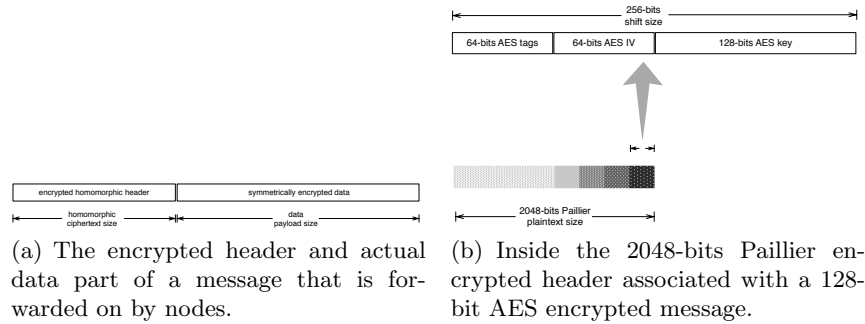 encrypted homomorphic header
symmetrically encrypted data
homomorphic
ciphertext size
data
payload size
(a) The encrypted header and actual
data part of a message that is for-
warded on by nodes.
256-bits
shift size
64-bits AES tags
64-bits AES IV
128-bits AES key
2048-bits Paillier
plaintext size
(b) Inside the 2048-bits Paillier en-
crypted header associated with a 128-
bit AES encrypted message.